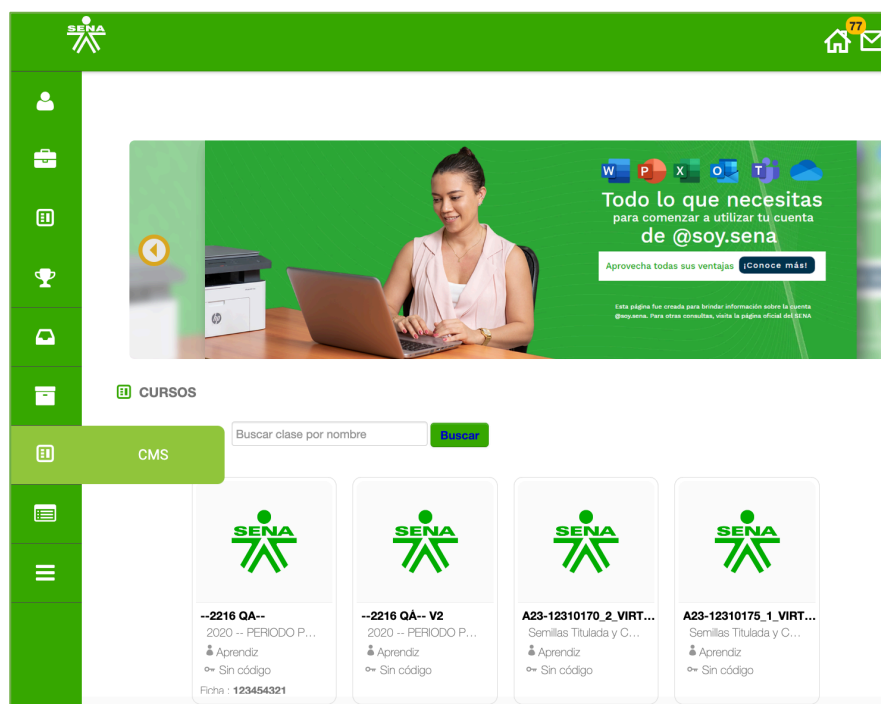 SENA
77
W P X O T
Todo lo que necesitas
para comenzar a utilizar tu cuenta
de @soy.sena
Aprovecha todas sus ventajas ¡Conoce más!
Esta página fue creada para brindar información sobre la cuenta
@soy.sena. Para otras consultas, visite la página oficial del SENA
hp
CURSOS
Buscar clase por nombre Buscar
CMS
SENA SENA SENA SENA
--2216 QA--
2020 -- PERIODO P...
Aprendiz
Sin código
Ficha : 123454321
--2216 QÁ-- V2
2020 -- PERIODO P...
Aprendiz
Sin código
A23-12310170_2_VIRT...
Semillas Titulada y C...
Aprendiz
Sin código
A23-12310175_1_VIRT...
Semillas Titulada y C...
Aprendiz
Sin código